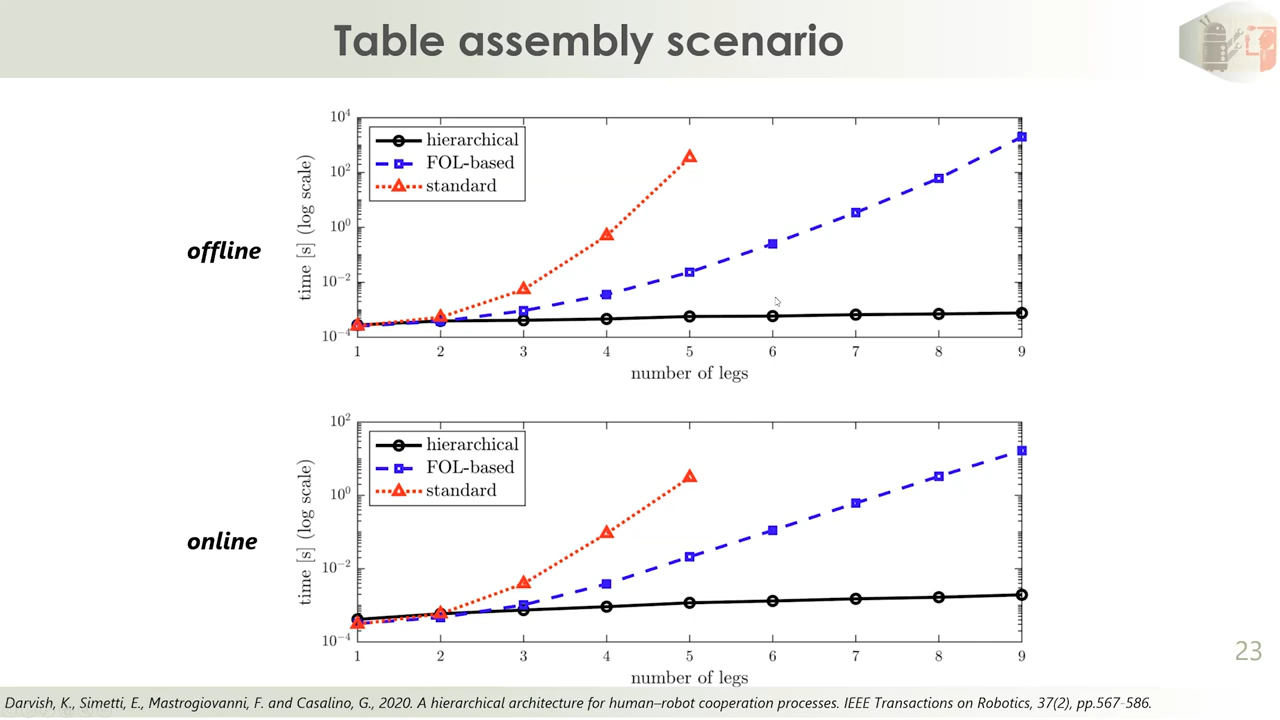 Table assembly scenario
offline
10^4
10^2
10^0
10^-2
10^-4
time [s] (log scale)
hierarchical
FOL-based
standard
1 2 3 4 5 6 7 8 9
number of legs
online
10^2
10^0
10^-2
10^-4
time [s] (log scale)
hierarchical
FOL-based
standard
1 2 3 4 5 6 7 8 9
number of legs
23
Darvish, K., Simetti, E., Mastrogiovanni, F. and Casalino, G., 2020. A hierarchical architecture for human–robot cooperation processes. IEEE Transactions on Robotics, 37(2), pp.567-586.